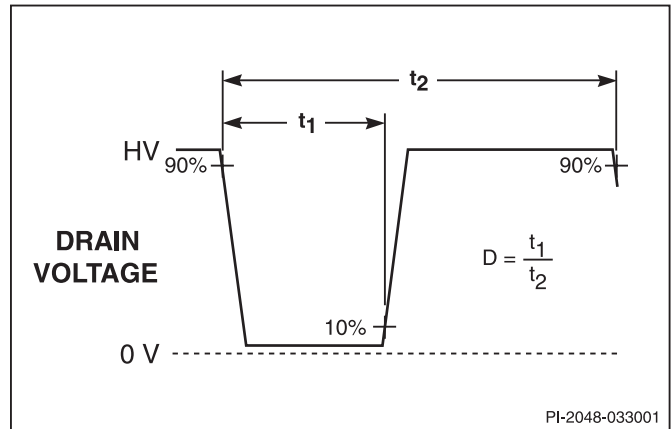 t2
t1
HV
90%
90%
DRAIN
VOLTAGE
D = t1/t2
10%
0 V
PI-2048-033001